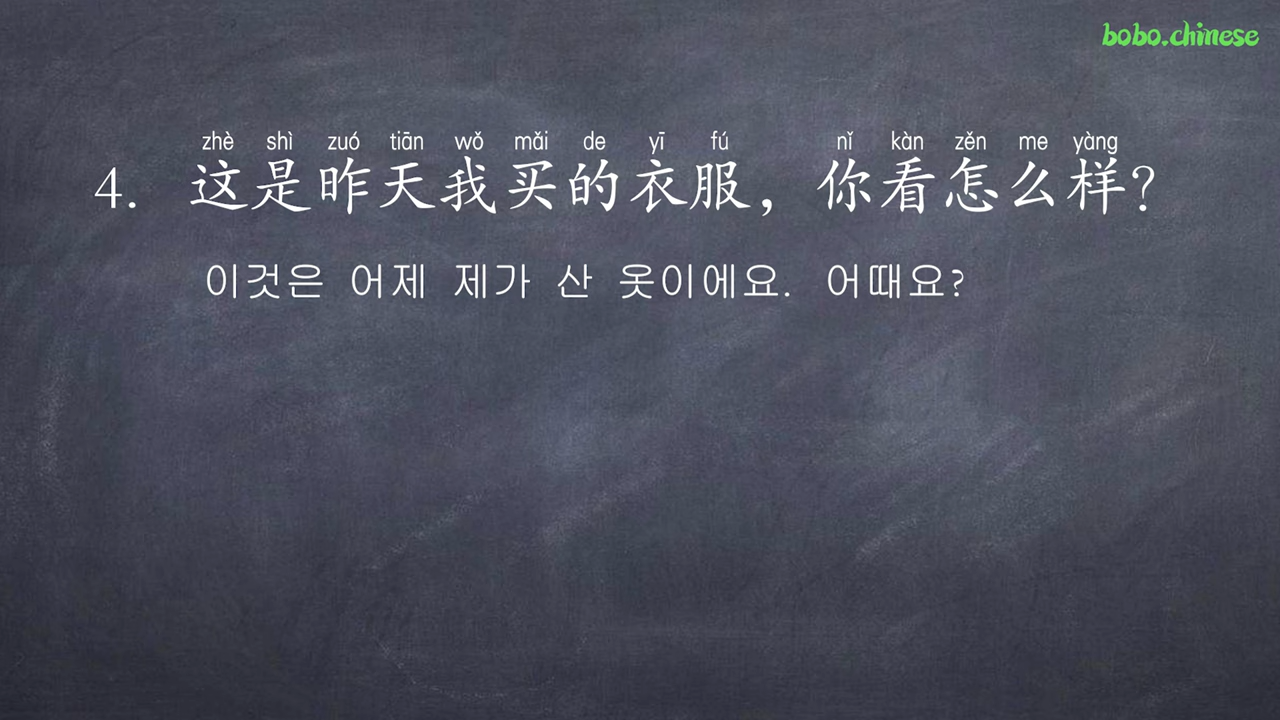 bobo.chinese
zhè shì zuó tiān wǒ mǎi de yī fú nǐ kàn zěn me yàng
4. 这是昨天我买的衣服，你看怎么样？
이것은 어제 제가 산 옷이에요. 어때요?